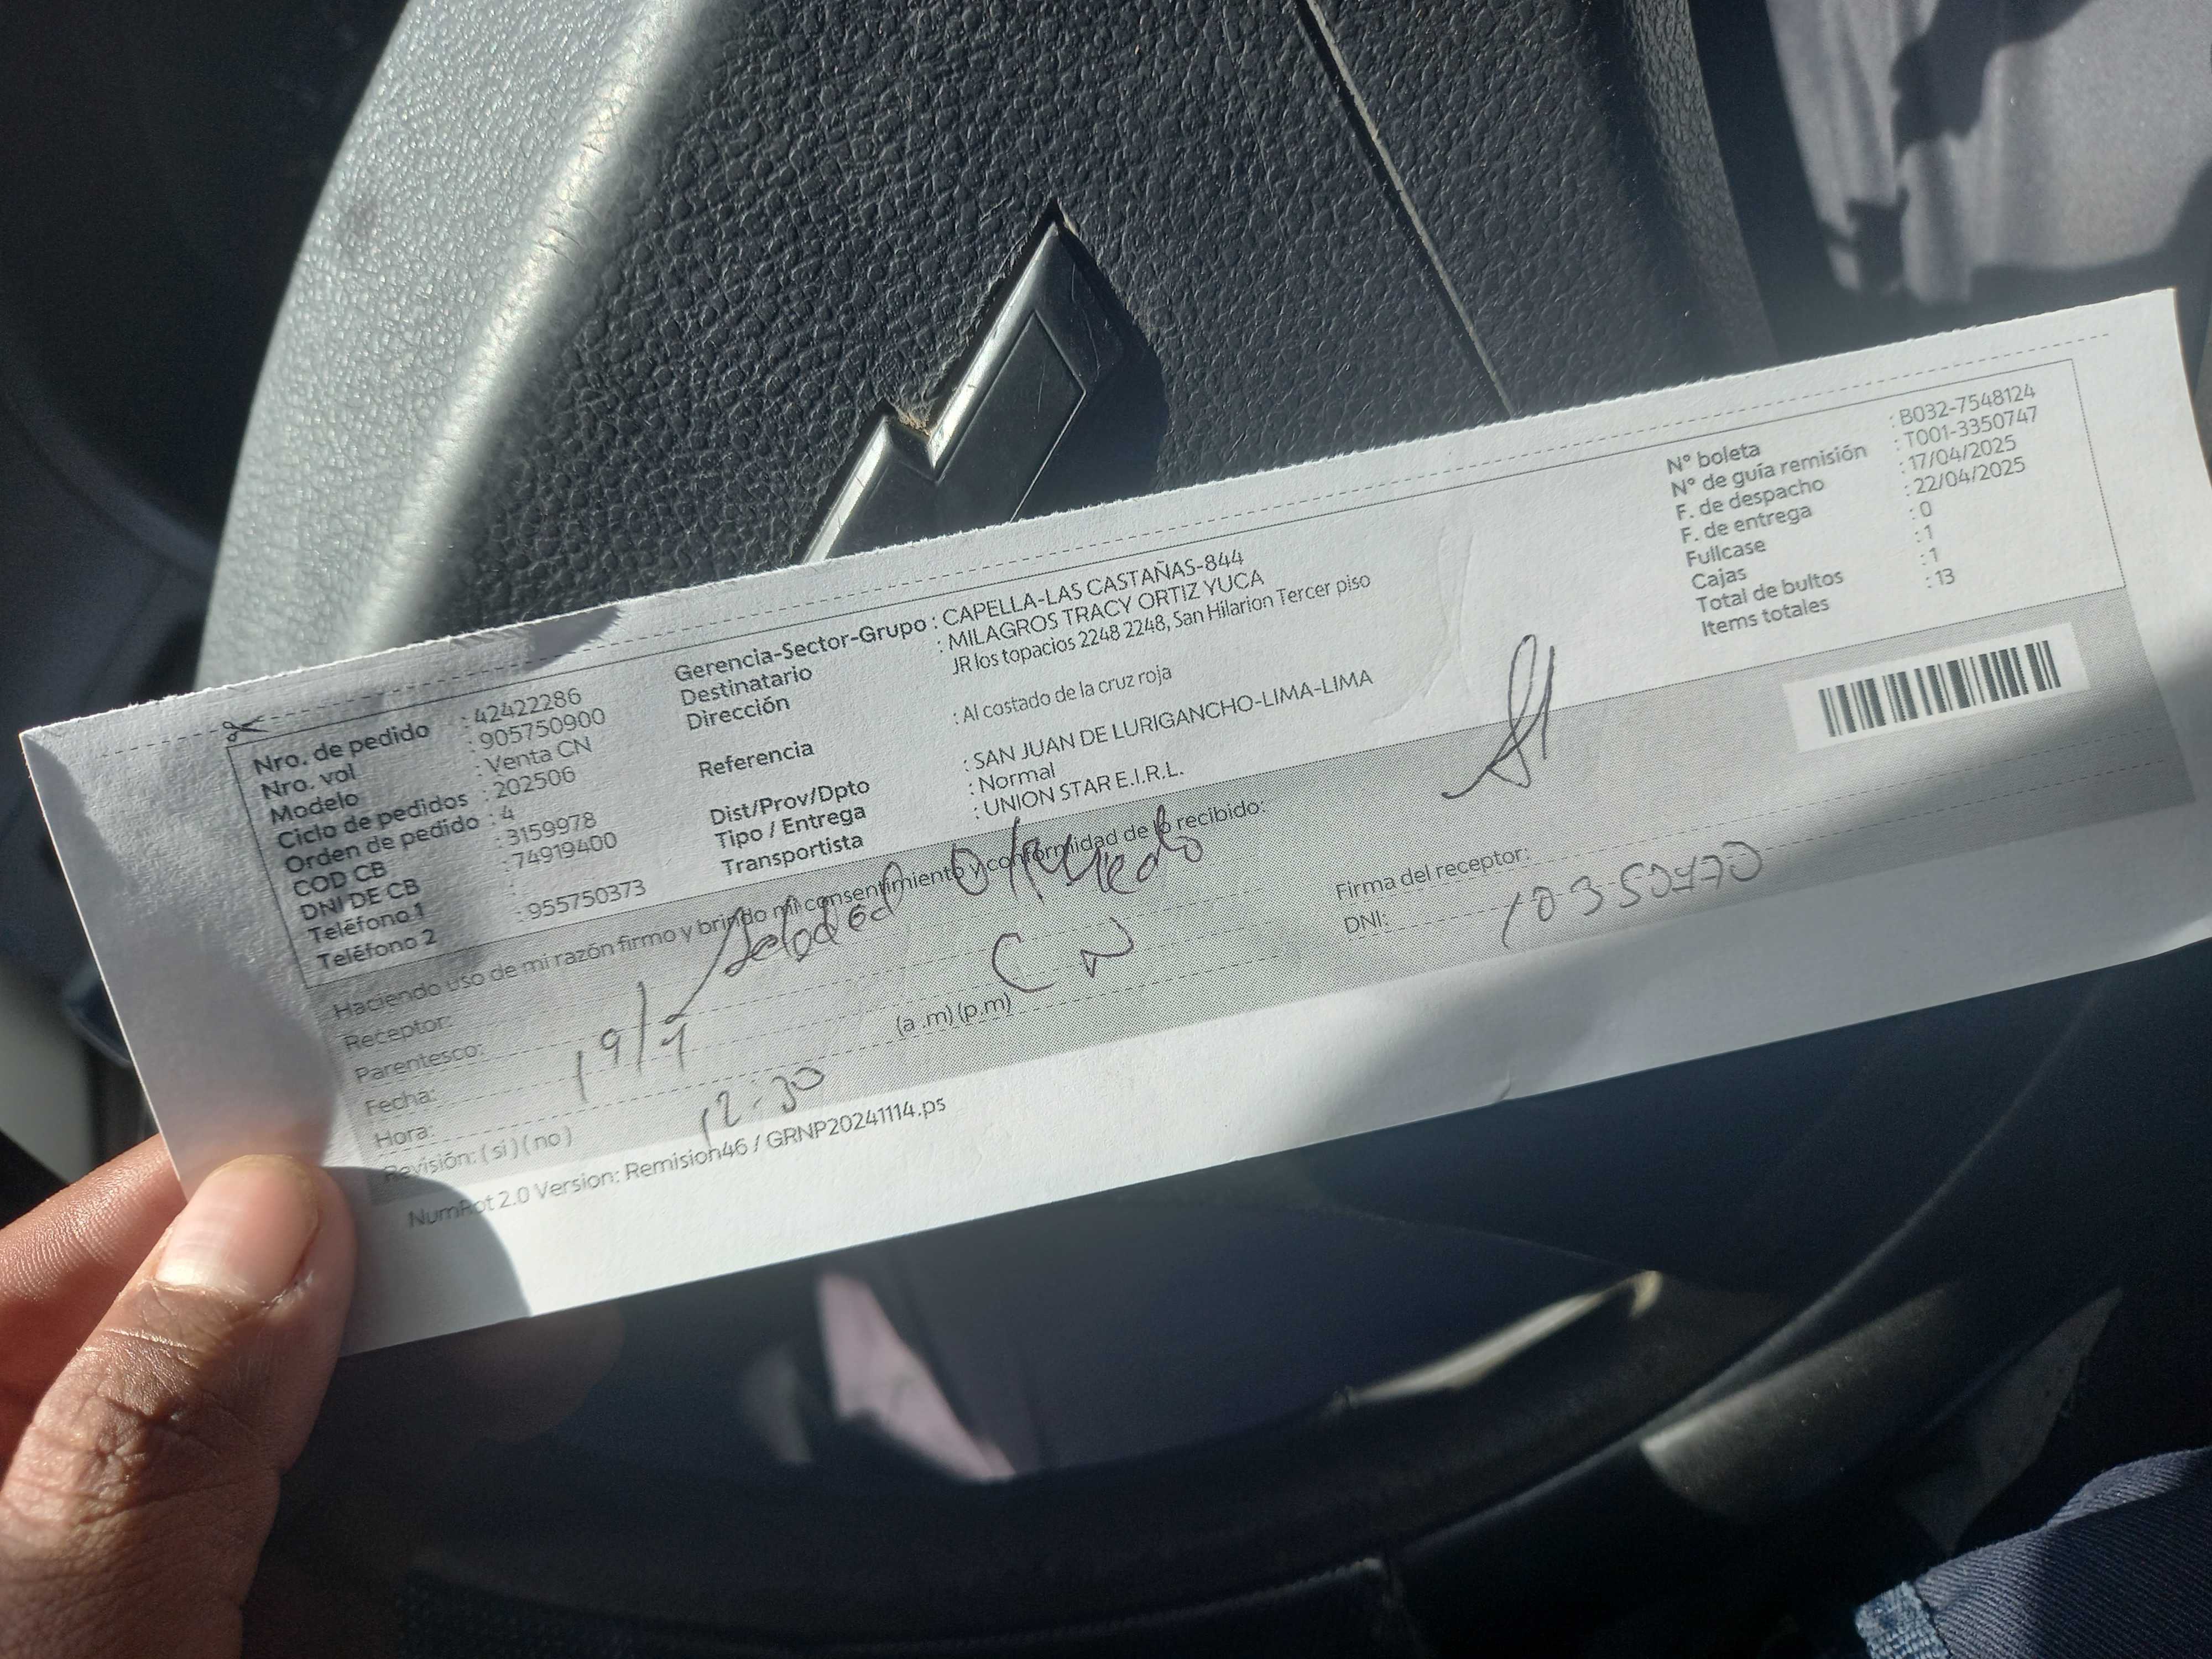 Nro. de pedido : 42422286
Nro. vol : 905750900
Modelo : Venta CN
Ciclo de pedidos : 202506
Orden de pedido : 4
COD CB : 3159978
DNI DE CB : 74919400
Teléfono 1 :
Teléfono 2 : 955750373
Gerencia-Sector-Grupo : CAPELLA-LAS CASTAÑAS-844
Destinatario : MILAGROS TRACY ORTIZ YUCA
Dirección JR los topacios 2248 2248, San Hilarion Tercer piso
Referencia : Al costado de la cruz roja
Dist/Prov/Dpto : SAN JUAN DE LURIGANCHO-LIMA-LIMA
Tipo / Entrega : Normal
Transportista : UNION STAR E.I.R.L.
N° boleta : B032-7548124
N° de guía remisión : T001-3350747
F. de despacho : 17/04/2025
F. de entrega : 22/04/2025
Fullcase : 0
Cajas : 1
Total de bultos : 1
Items totales : 13
Haciendo uso de mi razón firmo y brindo mi consentimiento y conformidad de lo recibido:
Receptor:
Parentesco: C N
Fecha: 19/4
Hora: 12:30 (a .m) (p.m)
Revisión: ( si ) ( no )
Firma del receptor:
DNI:
NumRot 2.0 Version: Remision46 / GRNP20241114.ps